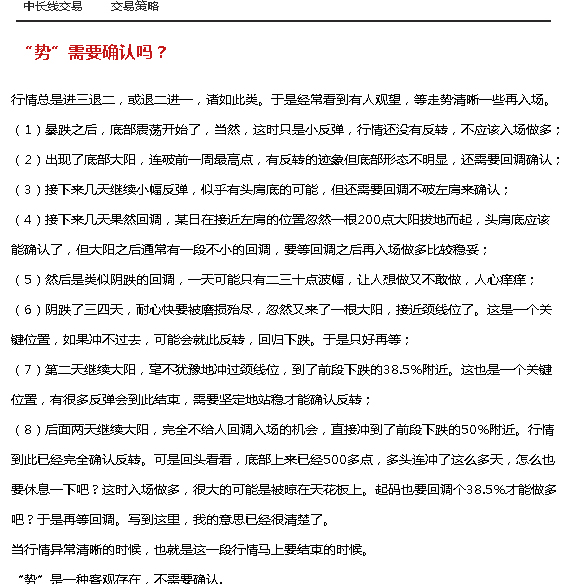 中长线交易 交易策略
“势”需要确认吗？
行情总是进三退二，或退二进一，诸如此类。于是经常看到有人观望，等走势清晰一些再入场。
（1）暴跌之后，底部震荡开始了，当然，这时只是小反弹，行情还没有反转，不应该入场做多；
（2）出现了底部大阳，连破前一周最高点，有反转的迹象但底部形态不明显，还需要回调确认；
（3）接下来几天继续小幅反弹，似乎有头肩底的可能，但还需要回调不破左肩来确认；
（4）接下来几天果然回调，某日在接近左肩的位置忽然一根200点大阳拔地而起，头肩底应该
能确认了，但大阳之后通常有一段不小的回调，要等回调之后再入场做多比较稳妥；
（5）然后是类似阴跌的回调，一天可能只有二三十点波幅，让人想做又不敢做，人心痒痒；
（6）阴跌了三四天，耐心快要被磨损殆尽，忽然又来了一根大阳，接近颈线位了。这是一个关
键位置，如果冲不过去，可能会就此反转，回归下跌。于是只好再等；
（7）第二天继续大阳，毫不犹豫地冲过颈线位，到了前段下跌的38.5%附近。这也是一个关键
位置，有很多反弹会到此结束，需要坚定地站稳才能确认反转；
（8）后面两天继续大阳，完全不给人回调入场的机会，直接冲到了前段下跌的50%附近。行情
到此已经完全确认反转。可是回头看看，底部上来已经500多点，多头连冲了这么多天，怎么也
要休息一下吧？这时入场做多，很大的可能是被晾在天花板上。起码也要回调个38.5%才能做多
吧？于是再等回调。写到这里，我的意思已经很清楚了。
当行情异常清晰的时候，也就是这一段行情马上要结束的时候。
“势”是一种客观存在，不需要确认.